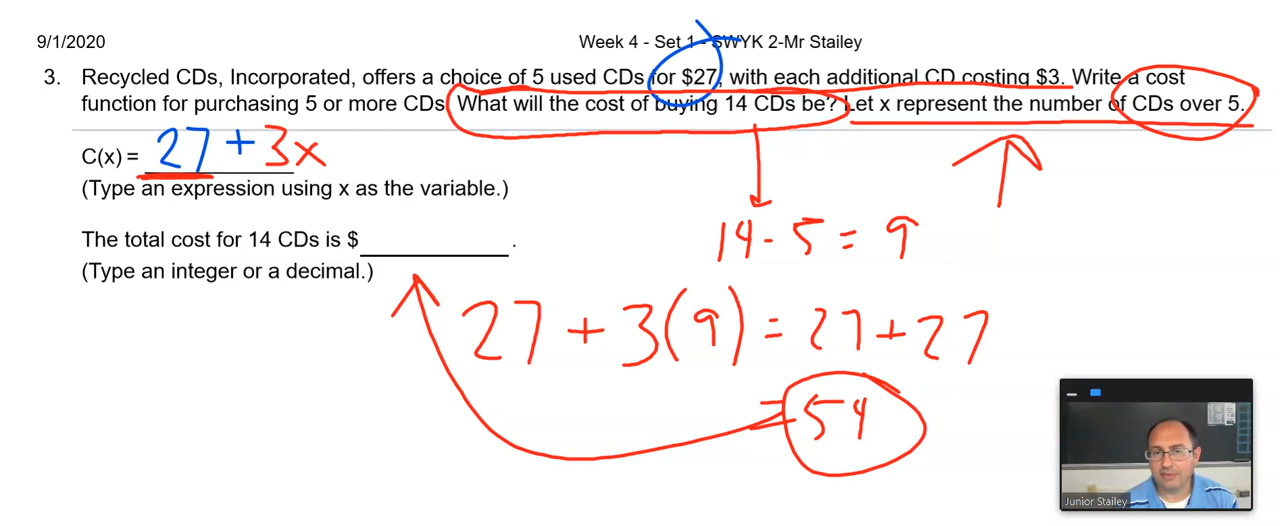 9/1/2020 Week 4 - Set 1 - SWYK 2-Mr Stailey
3. Recycled CDs, Incorporated, offers a choice of 5 used CDs for $27, with each additional CD costing $3. Write a cost
function for purchasing 5 or more CDs. What will the cost of buying 14 CDs be? Let x represent the number of CDs over 5.
C(x) = 27 + 3x
(Type an expression using x as the variable.)
14 - 5 = 9
The total cost for 14 CDs is $ ________ .
(Type an integer or a decimal.)
27 + 3(9) = 27 + 27
= 54
Junior Stailey